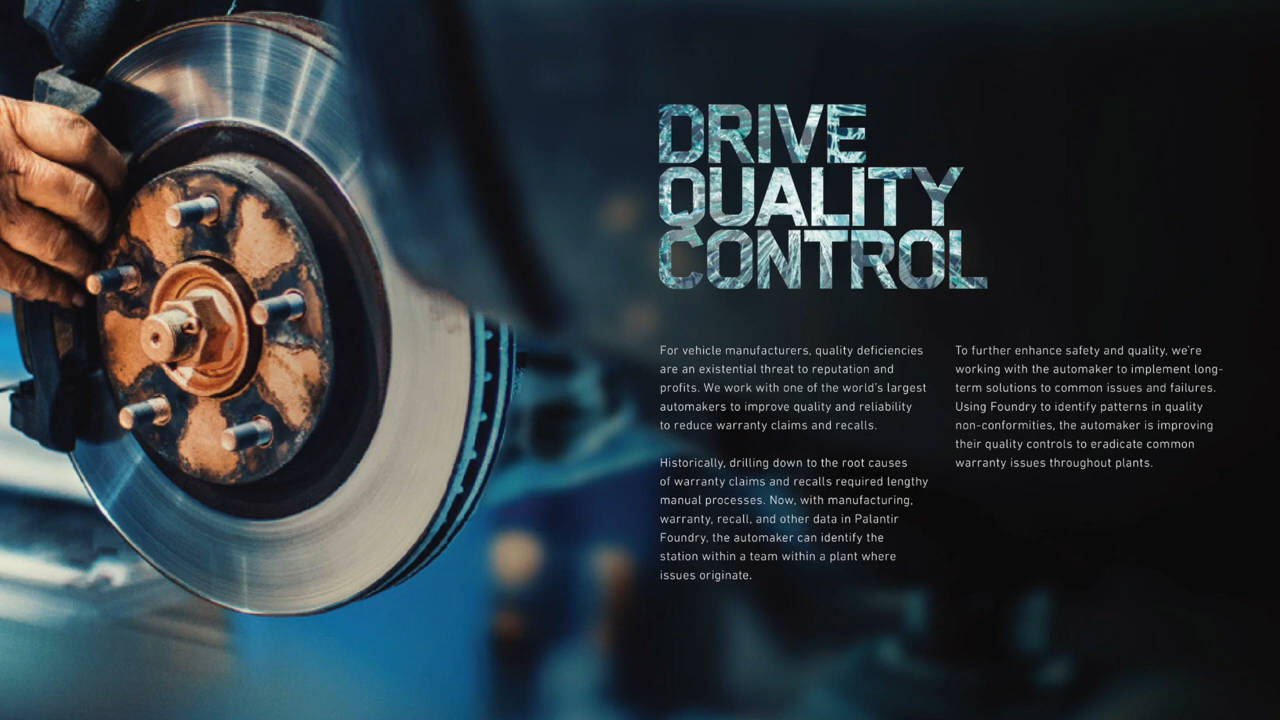 DRIVE
QUALITY
CONTROL
For vehicle manufacturers, quality deficiencies
are an existential threat to reputation and
profits. We work with one of the world's largest
automakers to improve quality and reliability
to reduce warranty claims and recalls.
Historically, drilling down to the root causes
of warranty claims and recalls required lengthy
manual processes. Now, with manufacturing,
warranty, recall, and other data in Palantir
Foundry, the automaker can identify the
station within a team within a plant where
issues originate.
To further enhance safety and quality, we're
working with the automaker to implement long-
term solutions to common issues and failures.
Using Foundry to identify patterns in quality
non-conformities, the automaker is improving
their quality controls to eradicate common
warranty issues throughout plants.